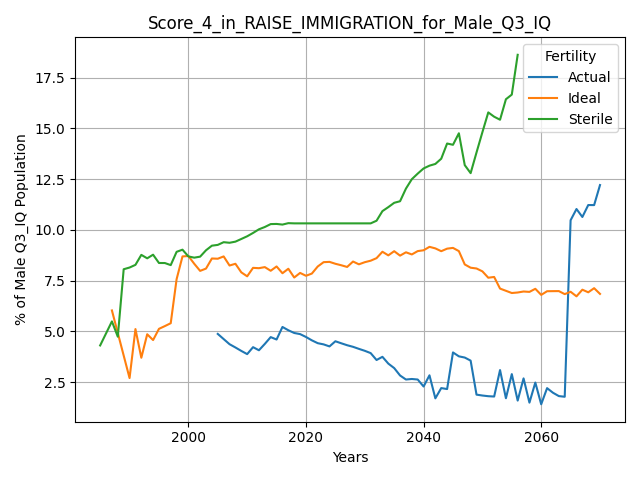 Score_4_in_RAISE_IMMIGRATION_for_Male_Q3_IQ
% of Male Q3_IQ Population
17.5
15.0
12.5
10.0
7.5
5.0
2.5
Fertility
Actual
Ideal
Sterile
2000
2020
2040
2060
Years